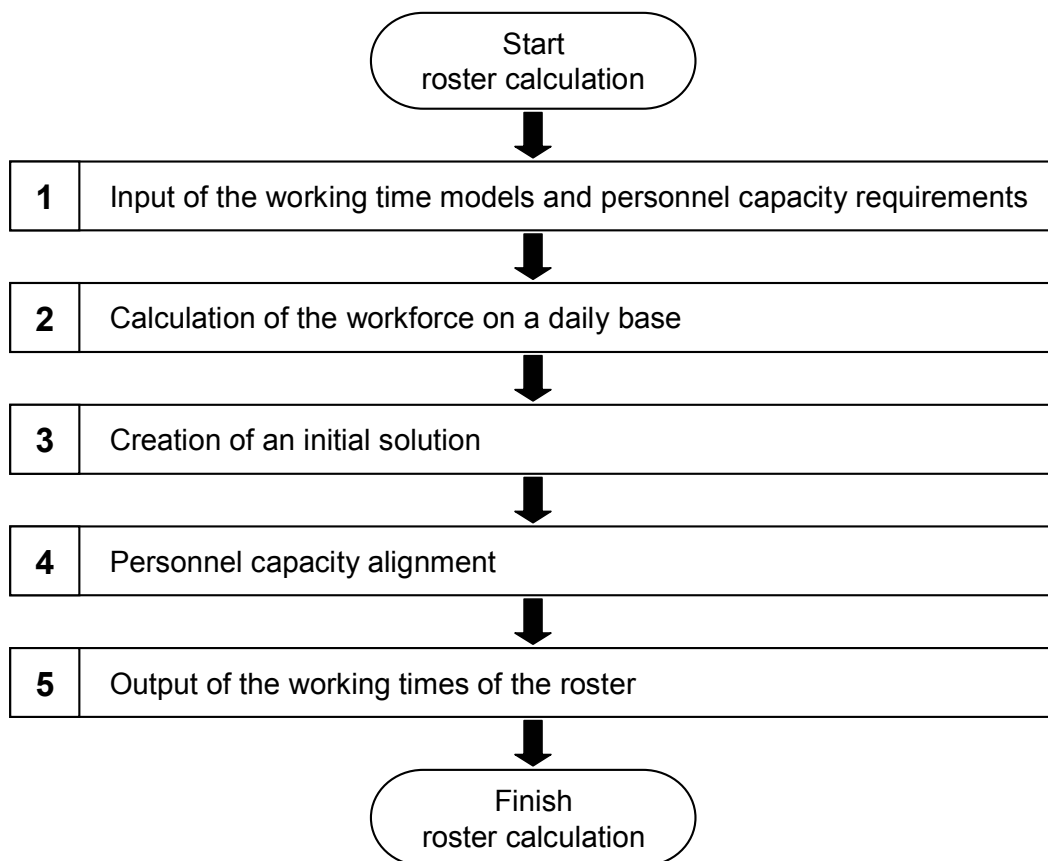 Start
roster calculation
1 Input of the working time models and personnel capacity requirements
2 Calculation of the workforce on a daily base
3 Creation of an initial solution
4 Personnel capacity alignment
5 Output of the working times of the roster
Finish
roster calculation